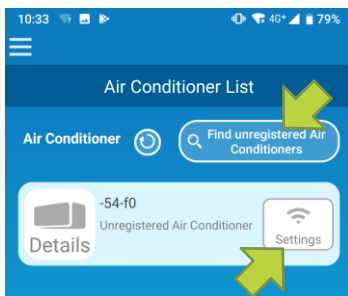 10:33 4G+ 79%
Air Conditioner List
Air Conditioner Find unregistered Air
Conditioners
-54-f0
Unregistered Air Conditioner
Details Settings